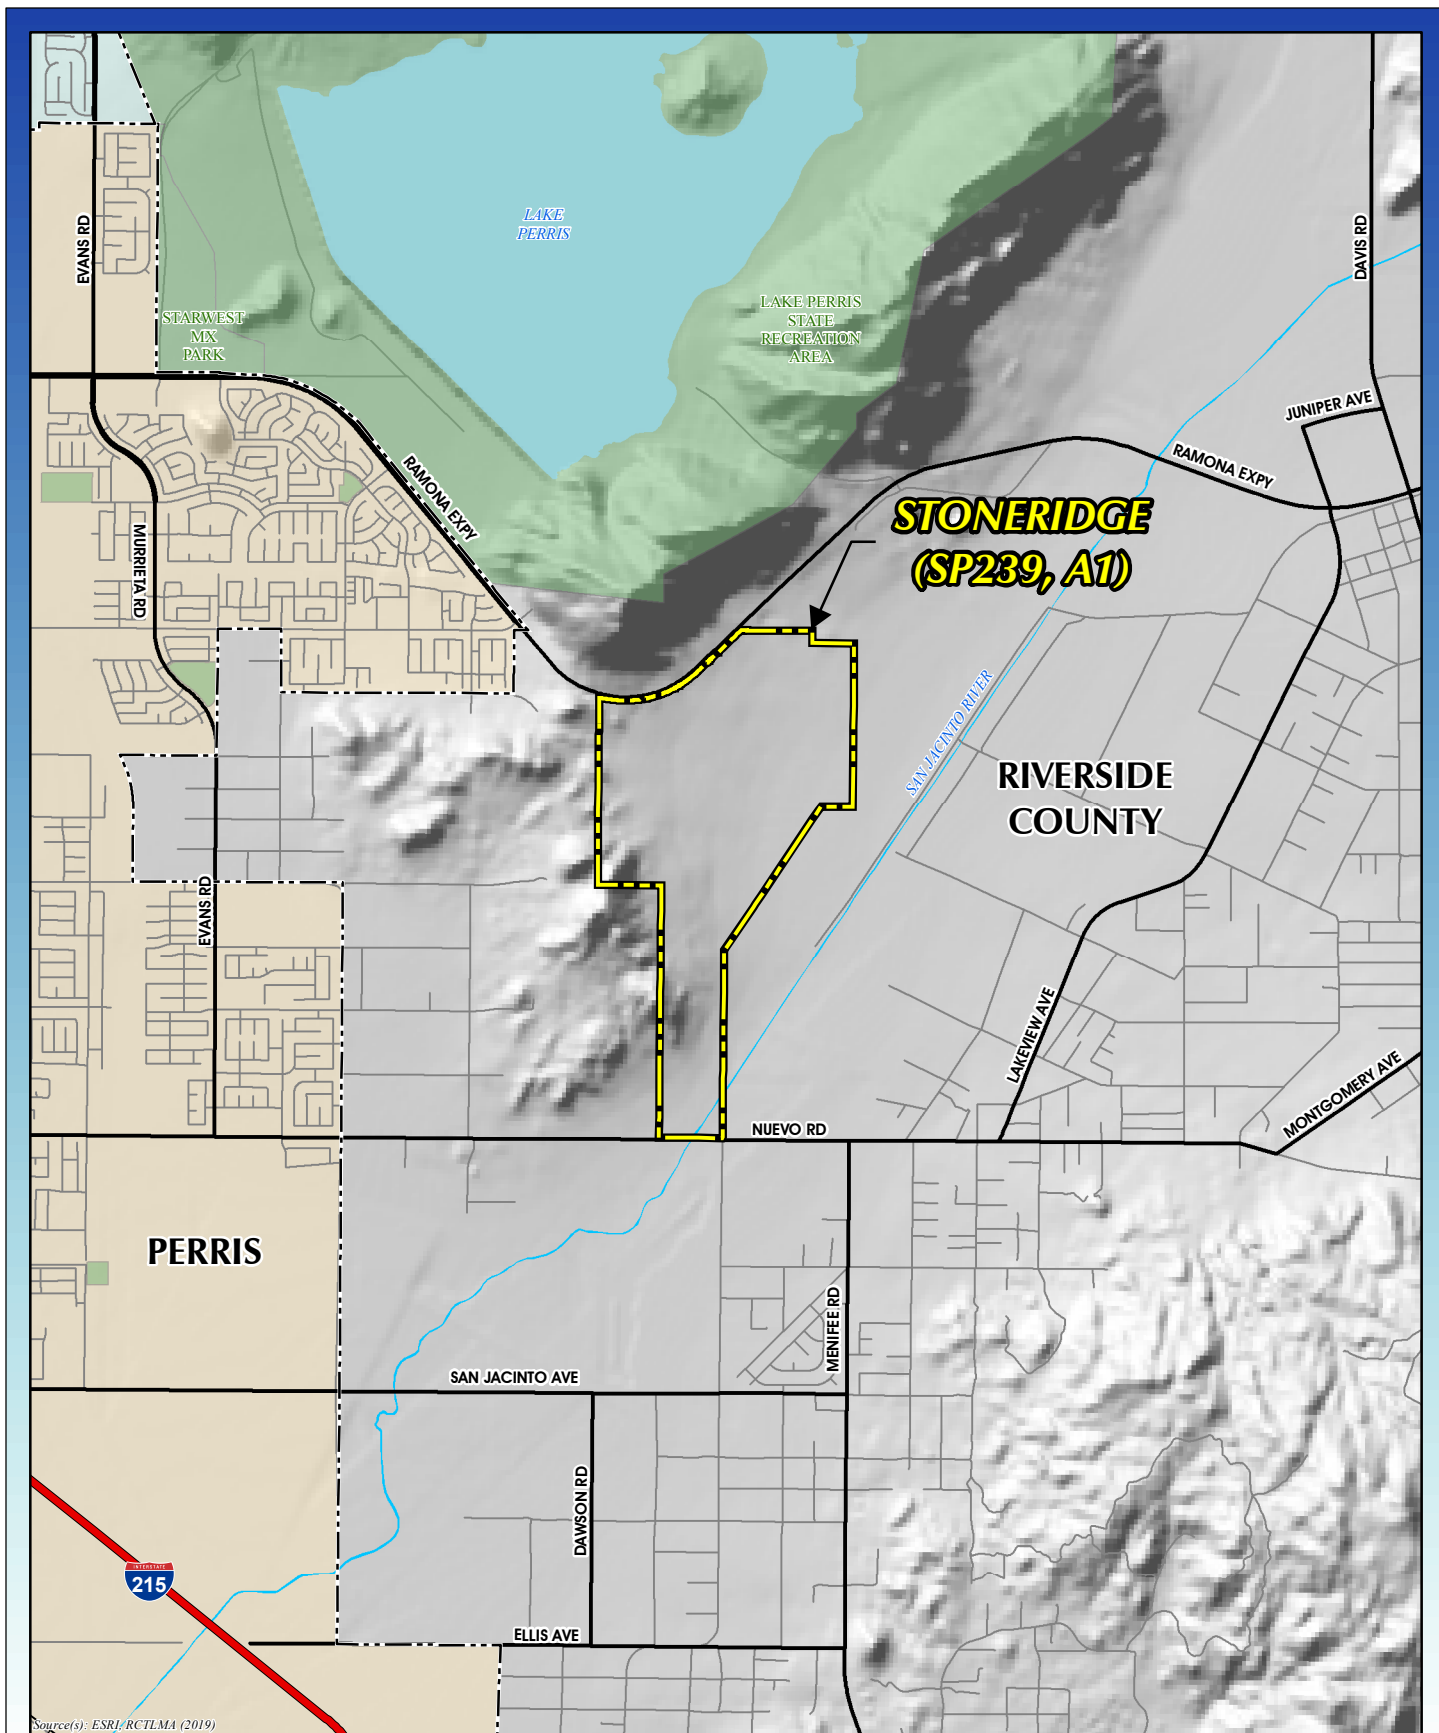 LAKE
PERRIS
EVANS RD
DAVIS RD
STARWEST
MX
PARK
LAKE PERRIS
STATE
RECREATION
AREA
JUNIPER AVE
RAMONA EXPY
RAMONA EXPY
STONERIDGE
(SP239, A1)
MURRIETA RD
SAN JACINTO RIVER
RIVERSIDE
COUNTY
EVANS RD
LAKEVIEW AVE
MONTGOMERY AVE
NUEVO RD
PERRIS
MENIFEE RD
SAN JACINTO AVE
DAWSON RD
INTERSTATE
215
ELLIS AVE
Source(s): ESRI, RCTLMA (2019)